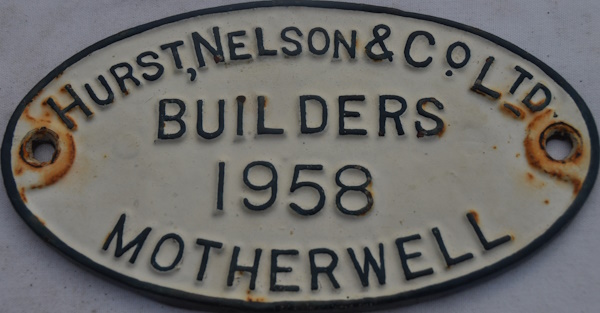 HURST, NELSON & CO LTD.
BUILDERS
1958
MOTHERWELL